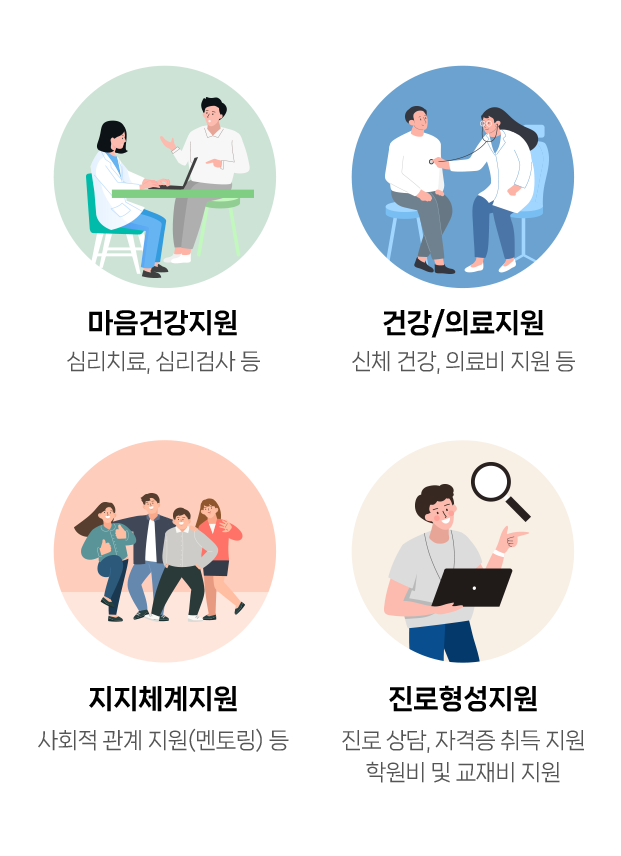 마음건강지원
심리치료, 심리검사 등
건강/의료지원
신체 건강, 의료비 지원 등
지지체계지원
사회적 관계 지원(멘토링) 등
진로형성지원
진로 상담, 자격증 취득 지원
학원비 및 교재비 지원